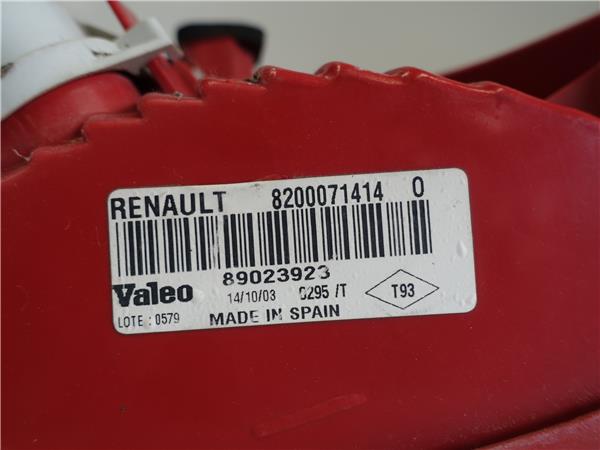 RENAULT 8200071414 0
89023923
Valeo 14/10/03 0295 /T T93
LOTE : 0579 MADE IN SPAIN